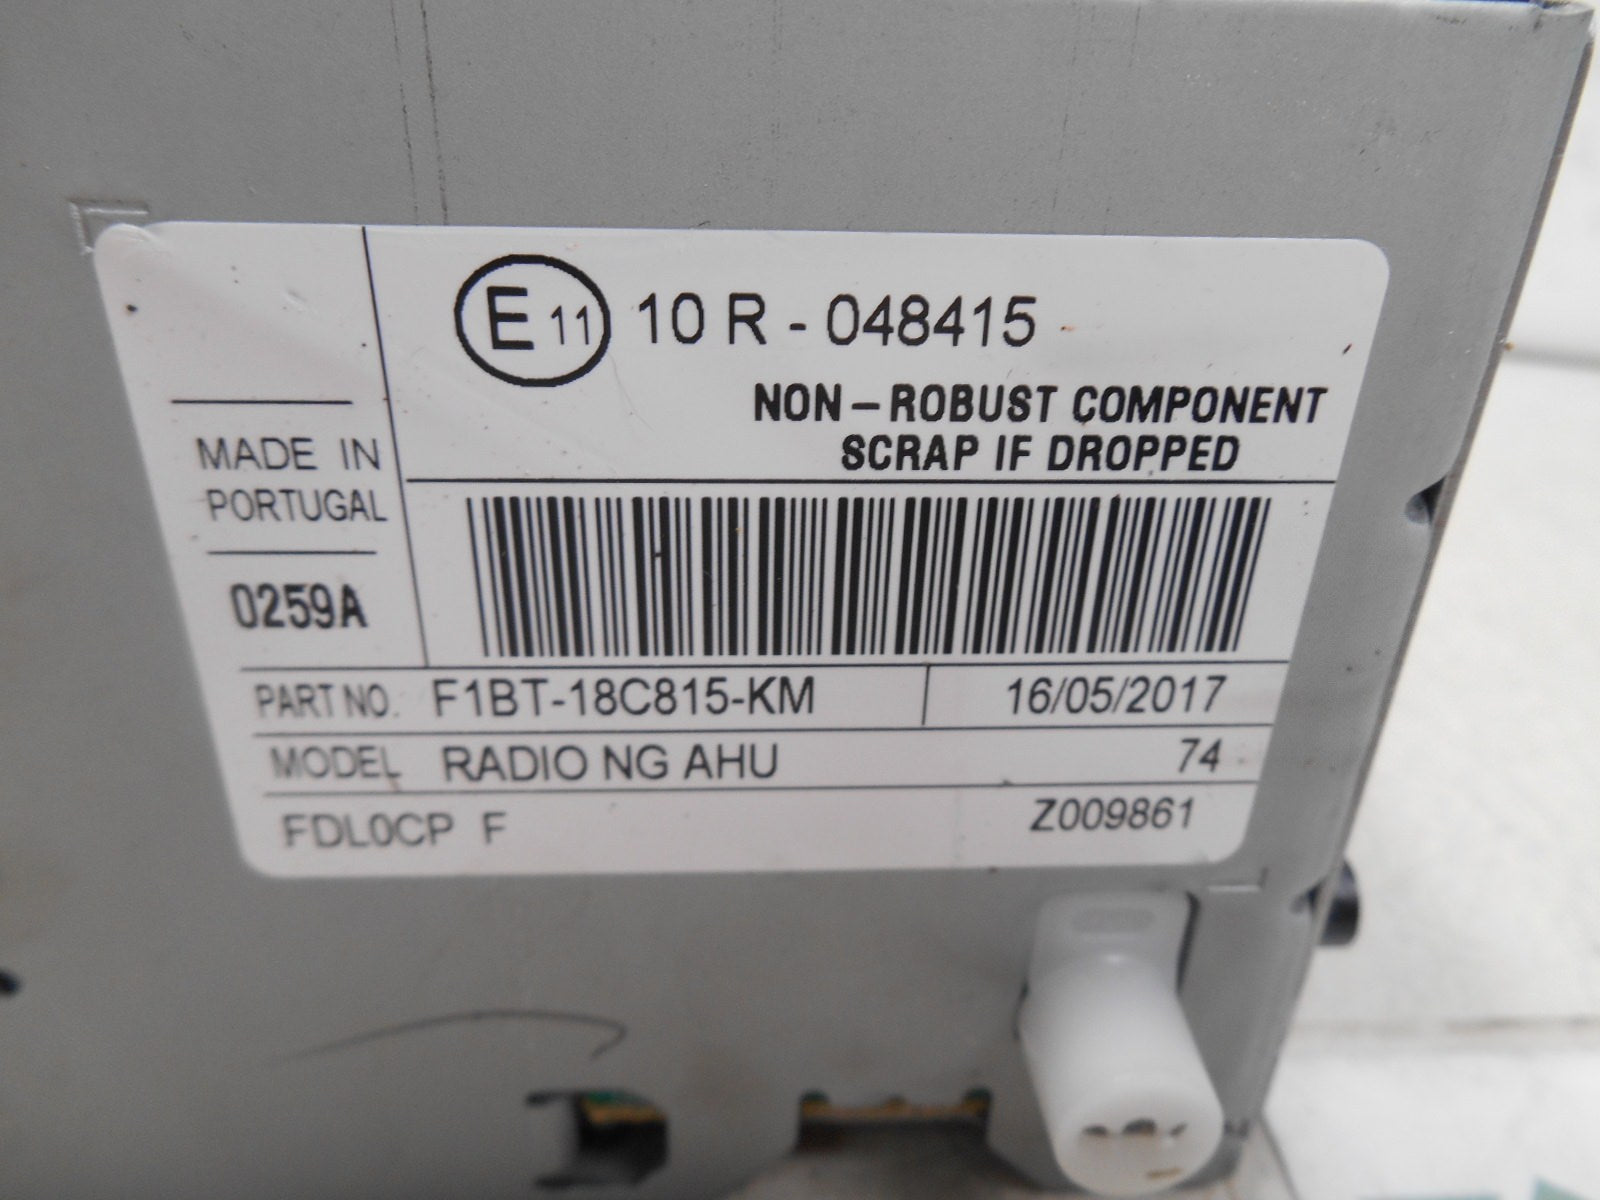 E 11 10 R - 048415
NON-ROBUST COMPONENT
SCRAP IF DROPPED
MADE IN
PORTUGAL
0259A
PART NO. F1BT-18C815-KM 16/05/2017
MODEL RADIO NG AHU 74
FDL0CP F Z009861